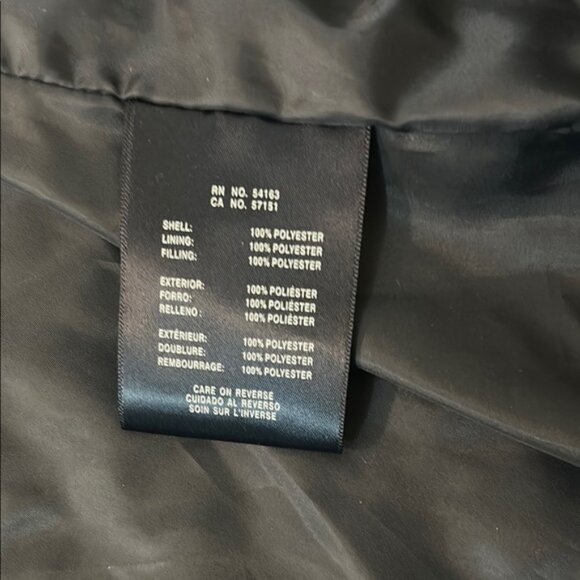 RN NO. 54163
CA NO. 57151
SHELL: 100% POLYESTER
LINING: 100% POLYESTER
FILLING: 100% POLYESTER
EXTERIOR: 100% POLIÉSTER
FORRO: 100% POLIÉSTER
RELLENO: 100% POLIÉSTER
EXTÉRIEUR: 100% POLYESTER
DOUBLURE: 100% POLYESTER
REMBOURRAGE: 100% POLYESTER
CARE ON REVERSE
CUIDADO AL REVERSO
SOIN SUR L'INVERSE